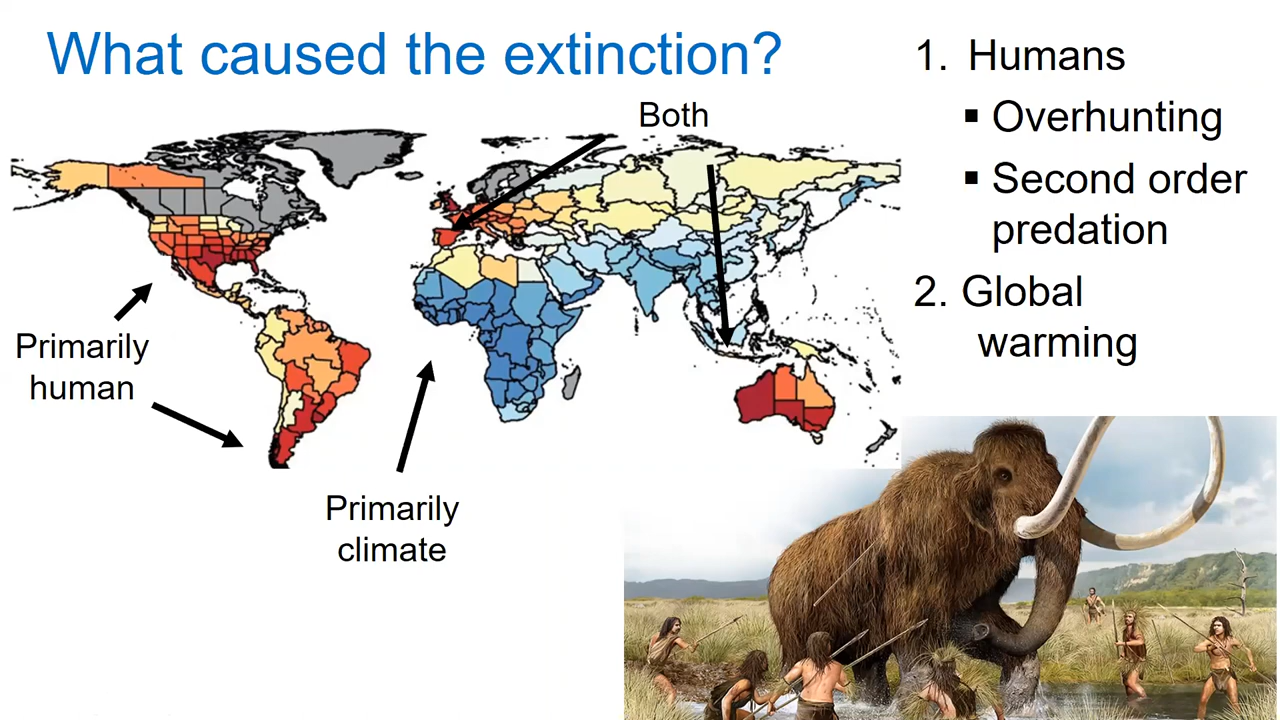 What caused the extinction?
Both
Primarily
human
Primarily
climate
1. Humans
▪ Overhunting
▪ Second order
predation
2. Global
warming